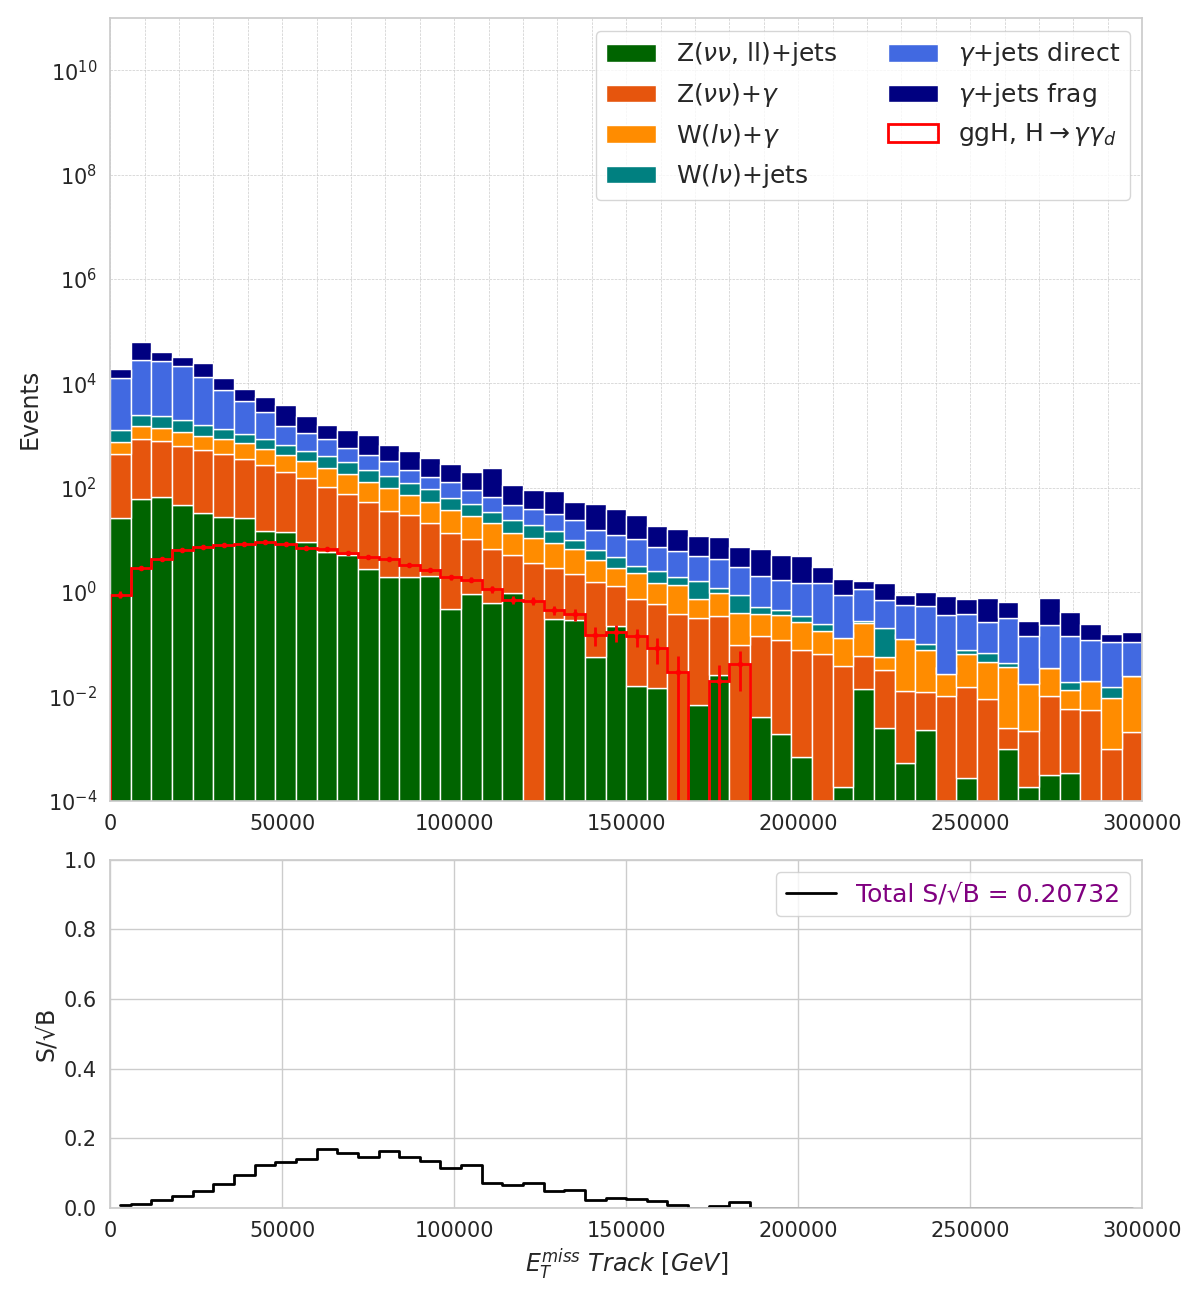 Z(νν, ll)+jets
Z(νν)+γ
W(lν)+γ
W(lν)+jets
γ+jets direct
γ+jets frag
ggH, H→γγ_d
Events
10^10
10^8
10^6
10^4
10^2
10^0
10^−2
10^−4
0 50000 100000 150000 200000 250000 300000
Total S/√B = 0.20732
S/√B
1.0
0.8
0.6
0.4
0.2
0.0
0 50000 100000 150000 200000 250000 300000
E_T^miss Track [GeV]